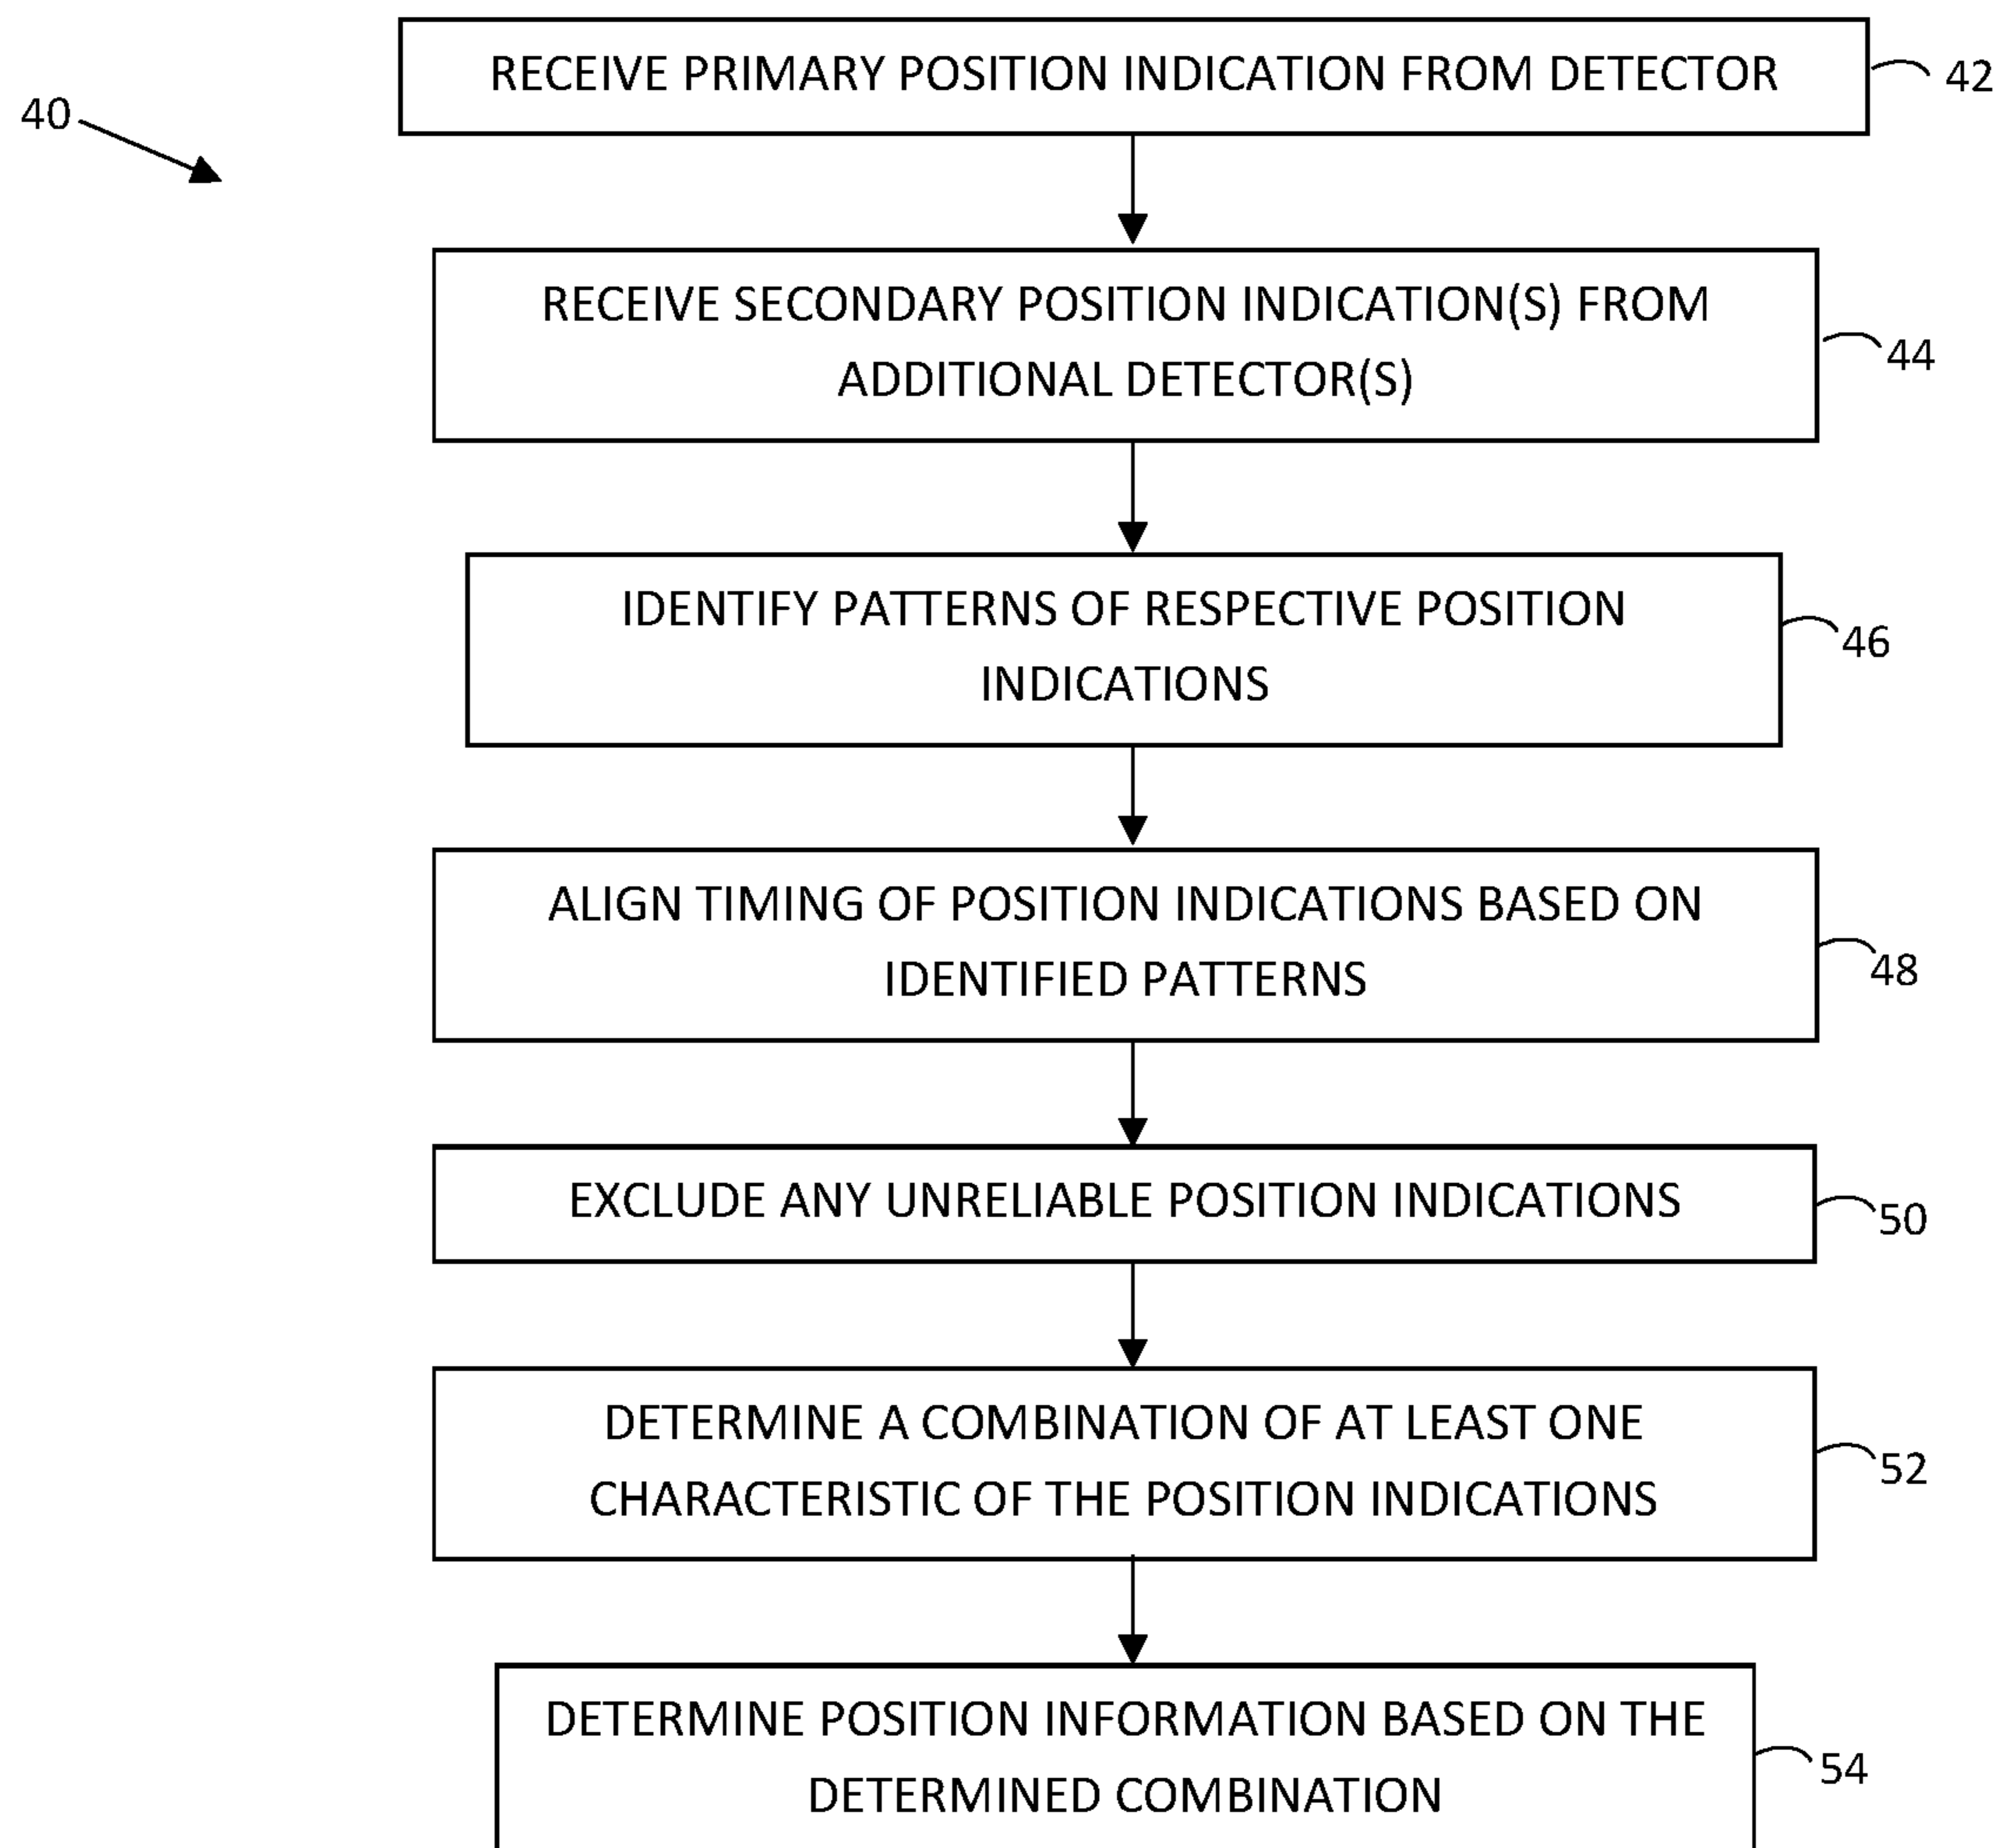 RECEIVE PRIMARY POSITION INDICATION FROM DETECTOR
42
40
RECEIVE SECONDARY POSITION INDICATION(S) FROM
ADDITIONAL DETECTOR(S)
44
IDENTIFY PATTERNS OF RESPECTIVE POSITION
INDICATIONS
46
ALIGN TIMING OF POSITION INDICATIONS BASED ON
IDENTIFIED PATTERNS
48
EXCLUDE ANY UNRELIABLE POSITION INDICATIONS
50
DETERMINE A COMBINATION OF AT LEAST ONE
CHARACTERISTIC OF THE POSITION INDICATIONS
52
DETERMINE POSITION INFORMATION BASED ON THE
DETERMINED COMBINATION
54